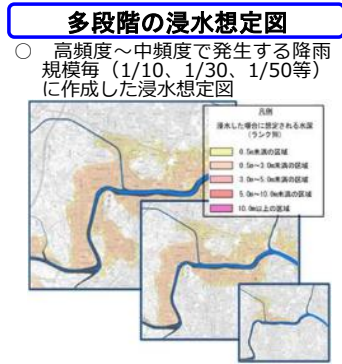 多段階の浸水想定図
○　高頻度～中頻度で発生する降雨
規模毎（1/10、1/30、1/50等）
に作成した浸水想定図
凡例
浸水した場合に想定される水深
（ランク別）
0.5m未満の区域
0.5m～3.0m未満の区域
3.0m～5.0m未満の区域
5.0m～10.0m未満の区域
10.0m以上の区域